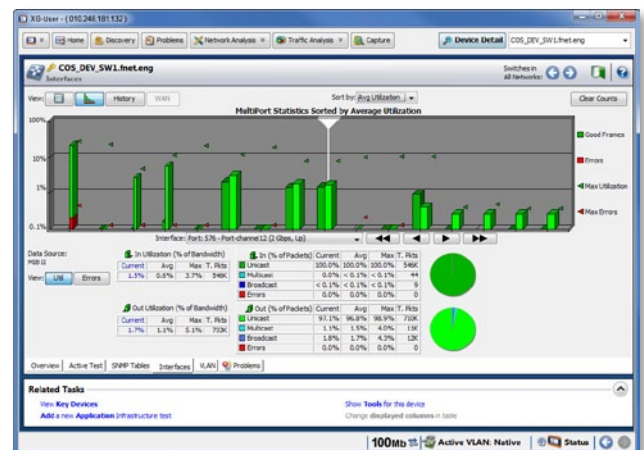 XG-User - ( 010.248.181.132 )
Home Discovery Problems Network Analysis Traffic Analysis Capture Device Detail COS_DEV_SW1.fnet.eng
COS_DEV_SW1.fnet.eng
Interfaces
Switches in
All Networks:
View: History WAN Sort by: Avg Utilization Clear Counts
MultiPort Statistics Sorted by Average Utilization
100%
10%
1%
0.1%
Good Frames
Errors
Max Utilization
Max Errors
Interface: Port: 576 - Port-channel12 (2 Gbps, Up)
Data Source:
MIB II
View: Util Errors
In Utilization (% of Bandwidth)
Current Avg Max T. Pkts
1.3% 0.6% 3.7% 546K
In (% of Packets) Current Avg Max T. Pkts
Unicast 100.0% 100.0% 100.0% 546K
Multicast 0.0% < 0.1% < 0.1% 44
Broadcast < 0.1% < 0.1% < 0.1% 9
Errors 0.0% 0.0% 0.0% 0
Out Utilization (% of Bandwidth)
Current Avg Max T. Pkts
1.7% 1.1% 5.1% 733K
Out (% of Packets) Current Avg Max T. Pkts
Unicast 97.1% 96.8% 98.9% 710K
Multicast 1.1% 1.5% 4.0% 11K
Broadcast 1.8% 1.7% 4.3% 12K
Errors 0.0% 0.0% 0.0% 0
Overview Active Test SNMP Tables Interfaces VLAN Problems
Related Tasks
View Key Devices
Add a new Application Infrastructure test
Show Tools for this device
Change displayed columns in table
100Mb Active VLAN: Native Status